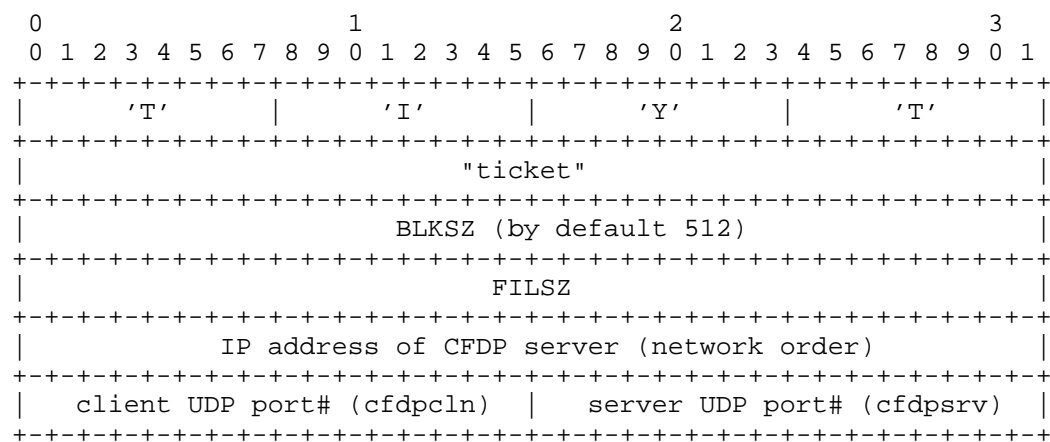 0                   1                   2                   3
 0 1 2 3 4 5 6 7 8 9 0 1 2 3 4 5 6 7 8 9 0 1 2 3 4 5 6 7 8 9 0 1
+-+-+-+-+-+-+-+-+-+-+-+-+-+-+-+-+-+-+-+-+-+-+-+-+-+-+-+-+-+-+-+-+
|      'T'      |      'I'      |      'Y'      |      'T'      |
+-+-+-+-+-+-+-+-+-+-+-+-+-+-+-+-+-+-+-+-+-+-+-+-+-+-+-+-+-+-+-+-+
|                           "ticket"                            |
+-+-+-+-+-+-+-+-+-+-+-+-+-+-+-+-+-+-+-+-+-+-+-+-+-+-+-+-+-+-+-+-+
|                       BLKSZ (by default 512)                  |
+-+-+-+-+-+-+-+-+-+-+-+-+-+-+-+-+-+-+-+-+-+-+-+-+-+-+-+-+-+-+-+-+
|                             FILSZ                             |
+-+-+-+-+-+-+-+-+-+-+-+-+-+-+-+-+-+-+-+-+-+-+-+-+-+-+-+-+-+-+-+-+
|            IP address of CFDP server (network order)          |
+-+-+-+-+-+-+-+-+-+-+-+-+-+-+-+-+-+-+-+-+-+-+-+-+-+-+-+-+-+-+-+-+
|   client UDP port# (cfdpcln)  |   server UDP port# (cfdpsrv)  |
+-+-+-+-+-+-+-+-+-+-+-+-+-+-+-+-+-+-+-+-+-+-+-+-+-+-+-+-+-+-+-+-+